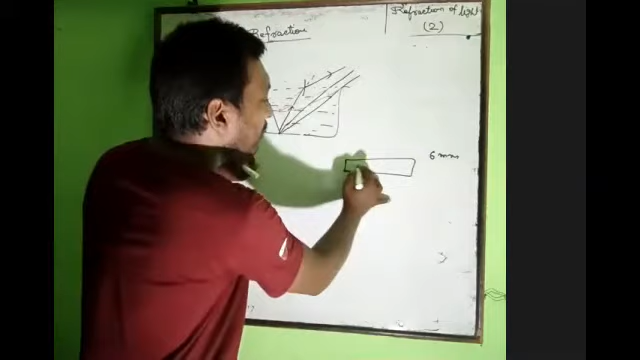 Refraction
Refraction of light
(2)
6 mm